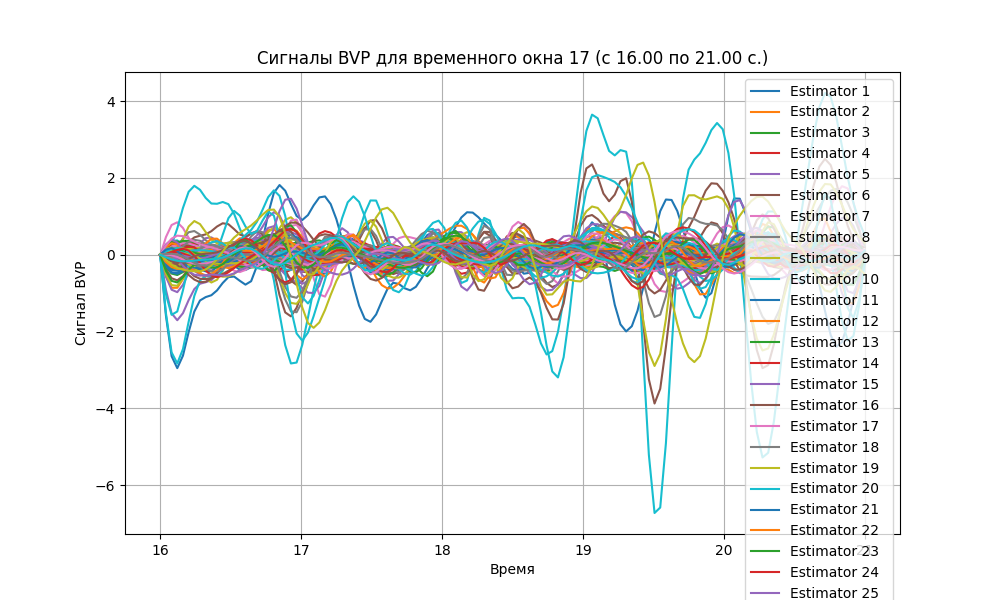 Сигналы BVP для временного окна 17 (с 16.00 по 21.00 с.)
Сигнал BVP
4
2
0
−2
−4
−6
16
17
18
19
20
21
Время
Estimator 1
Estimator 2
Estimator 3
Estimator 4
Estimator 5
Estimator 6
Estimator 7
Estimator 8
Estimator 9
Estimator 10
Estimator 11
Estimator 12
Estimator 13
Estimator 14
Estimator 15
Estimator 16
Estimator 17
Estimator 18
Estimator 19
Estimator 20
Estimator 21
Estimator 22
Estimator 23
Estimator 24
Estimator 25